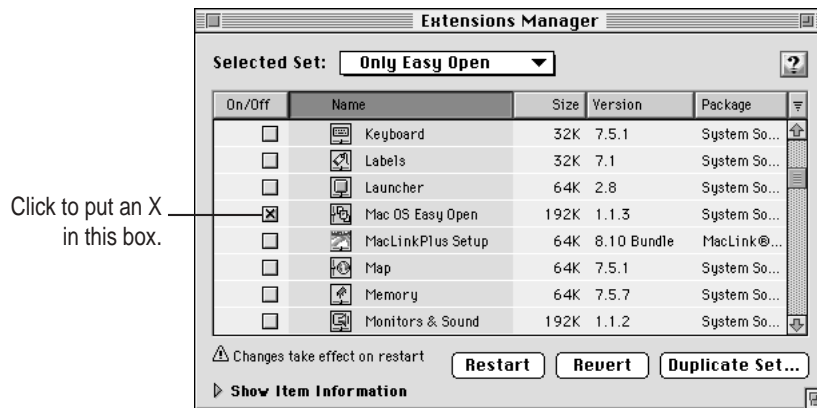 Extensions Manager
Selected Set: Only Easy Open ?
On/Off Name Size Version Package
Keyboard 32K 7.5.1 System So...
Labels 32K 7.1 System So...
Launcher 64K 2.8 System So...
Click to put an X
in this box.
Mac OS Easy Open 192K 1.1.3 System So...
MacLinkPlus Setup 64K 8.10 Bundle MacLink®...
Map 64K 7.5.1 System So...
Memory 64K 7.5.7 System So...
Monitors & Sound 192K 1.1.2 System So...
Changes take effect on restart Restart Revert Duplicate Set...
Show Item Information